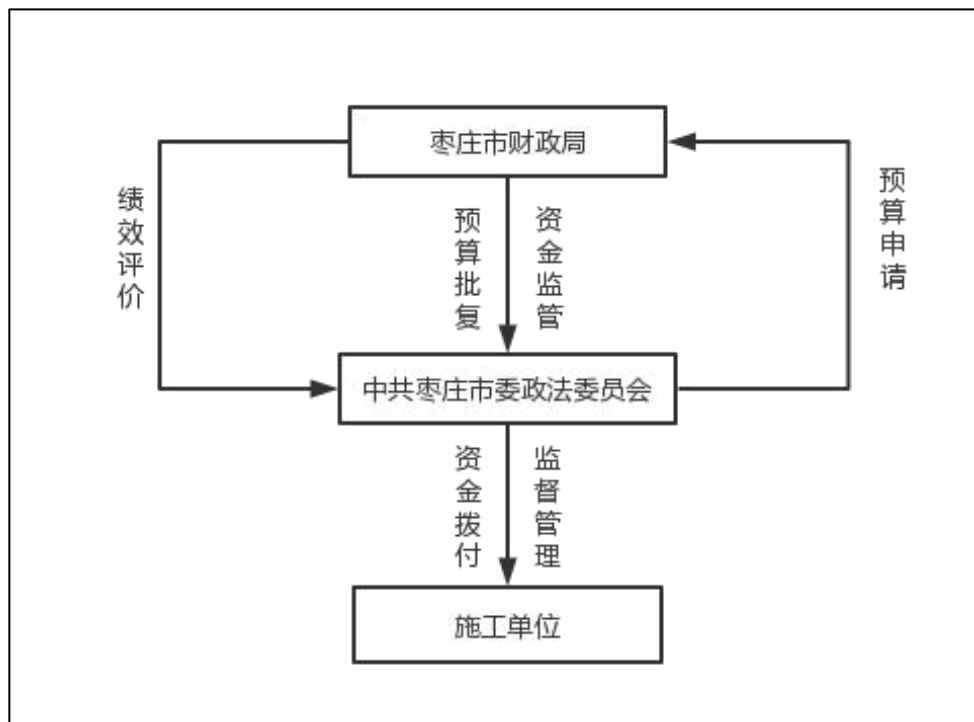 枣庄市财政局
绩效评价
预算批复
资金监管
预算申请
中共枣庄市委政法委员会
资金拨付
监督管理
施工单位